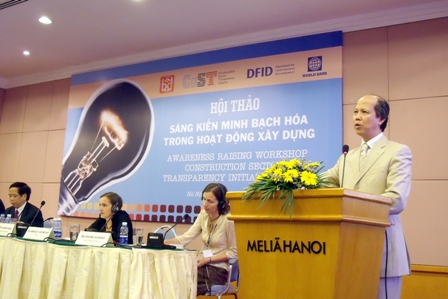 CoST
DFID
WORLD BANK
HỘI THẢO
SÁNG KIẾN MINH BẠCH HÓA
TRONG HOẠT ĐỘNG XÂY DỰNG
AWARENESS RAISING WORKSHOP
CONSTRUCTION SECTOR
TRANSPARENCY INITIA
MELIÃ HANOI